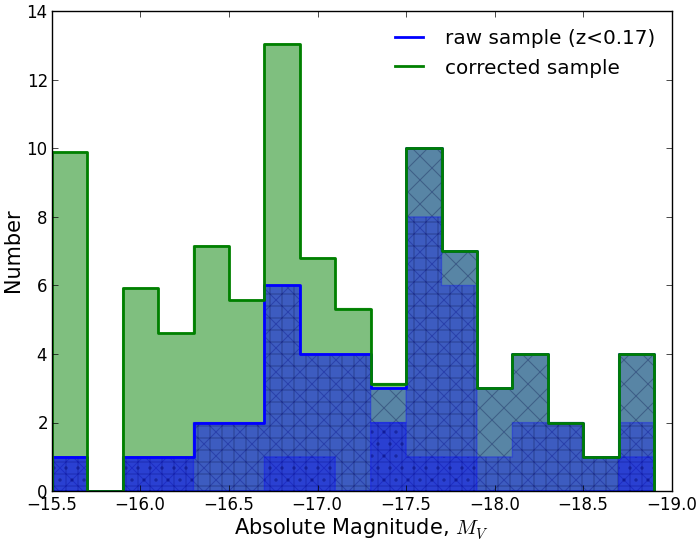 14
12
10
8
6
4
2
0
Number
raw sample (z<0.17)
corrected sample
−15.5 −16.0 −16.5 −17.0 −17.5 −18.0 −18.5 −19.0
Absolute Magnitude, M_V